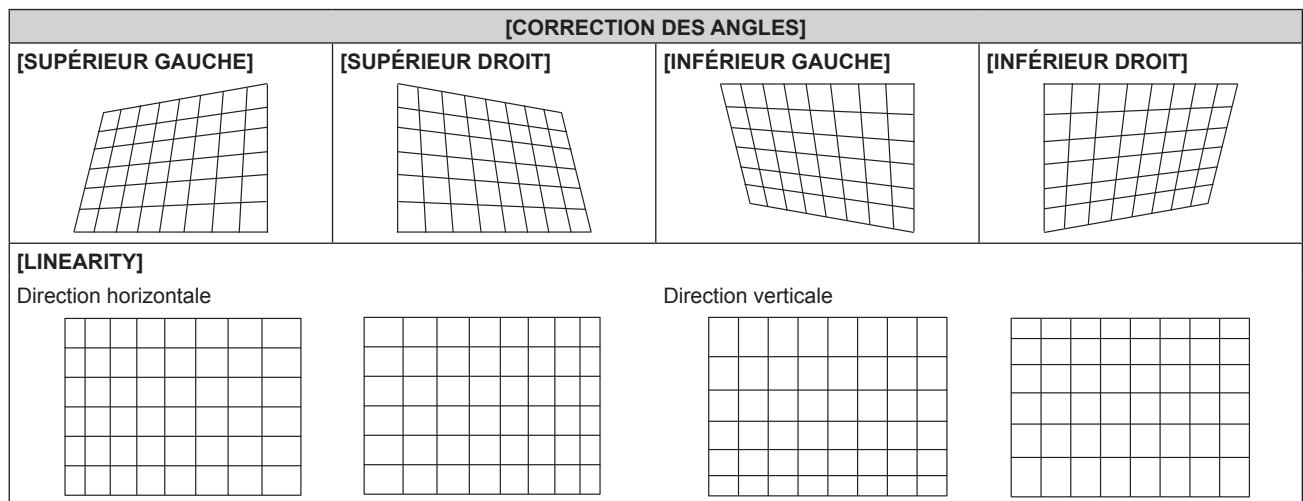 [CORRECTION DES ANGLES]
[SUPÉRIEUR GAUCHE]
[SUPÉRIEUR DROIT]
[INFÉRIEUR GAUCHE]
[INFÉRIEUR DROIT]
[LINEARITY]
Direction horizontale
Direction verticale